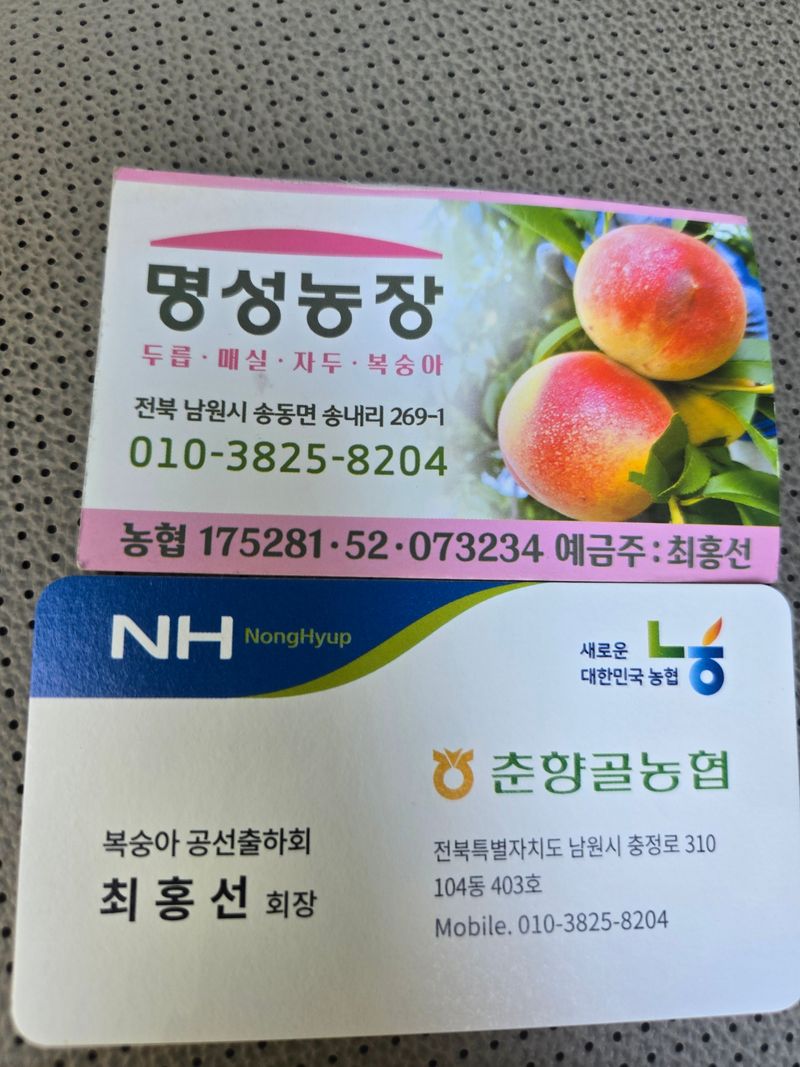 명성농장
두릅·매실·자두·복숭아
전북 남원시 송동면 송내리 269-1
010-3825-8204
농협 175281·52·073234 예금주:최홍선
NH NongHyup
새로운
대한민국 농협
농
춘향골농협
복숭아 공선출하회
최홍선 회장
전북특별자치도 남원시 충정로 310
104동 403호
Mobile. 010-3825-8204